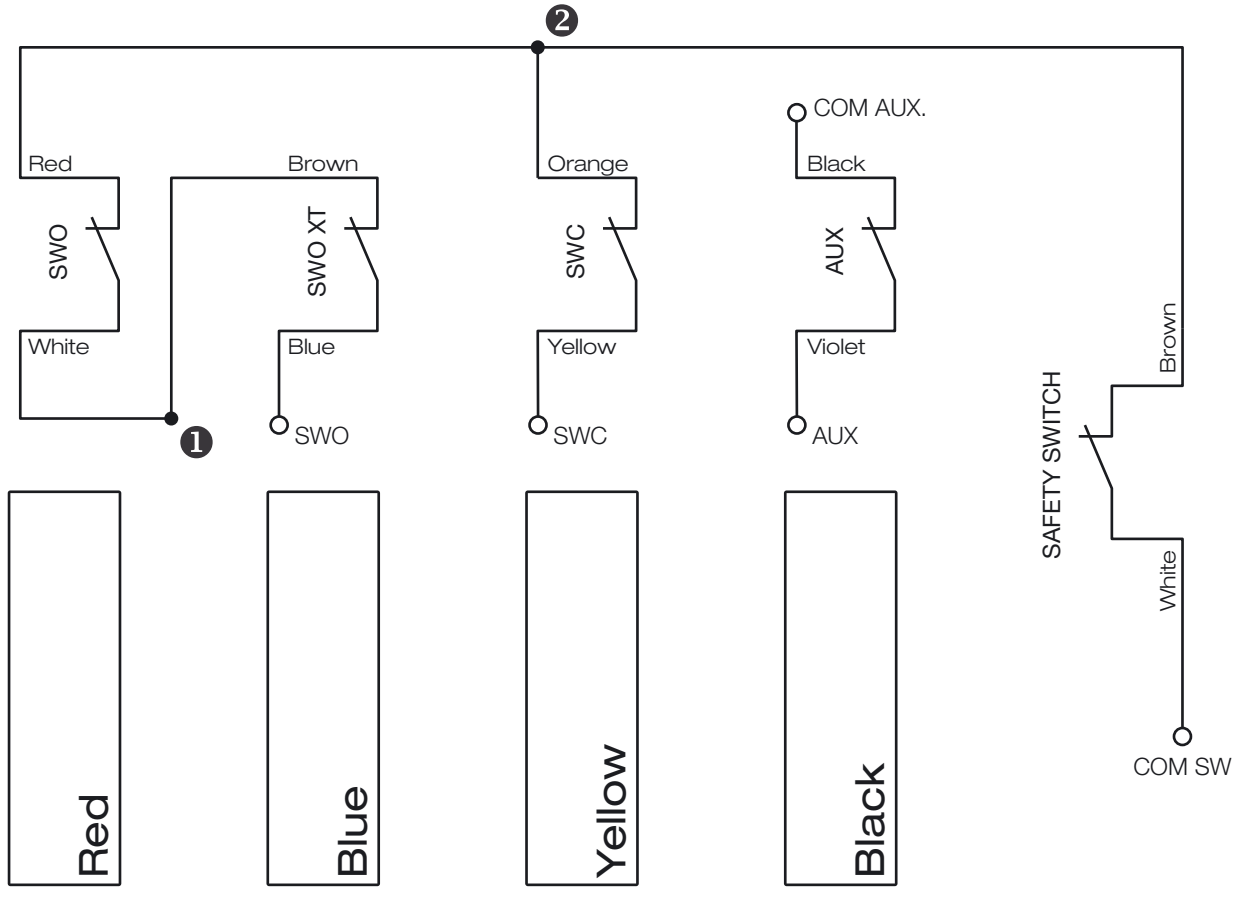 2
COM AUX.
Red
Brown
Orange
Black
SWO
SWO XT
SWC
AUX
White
Blue
Yellow
Violet
Brown
1
SWO
SWC
AUX
SAFETY SWITCH
White
COM SW
Red
Blue
Yellow
Black